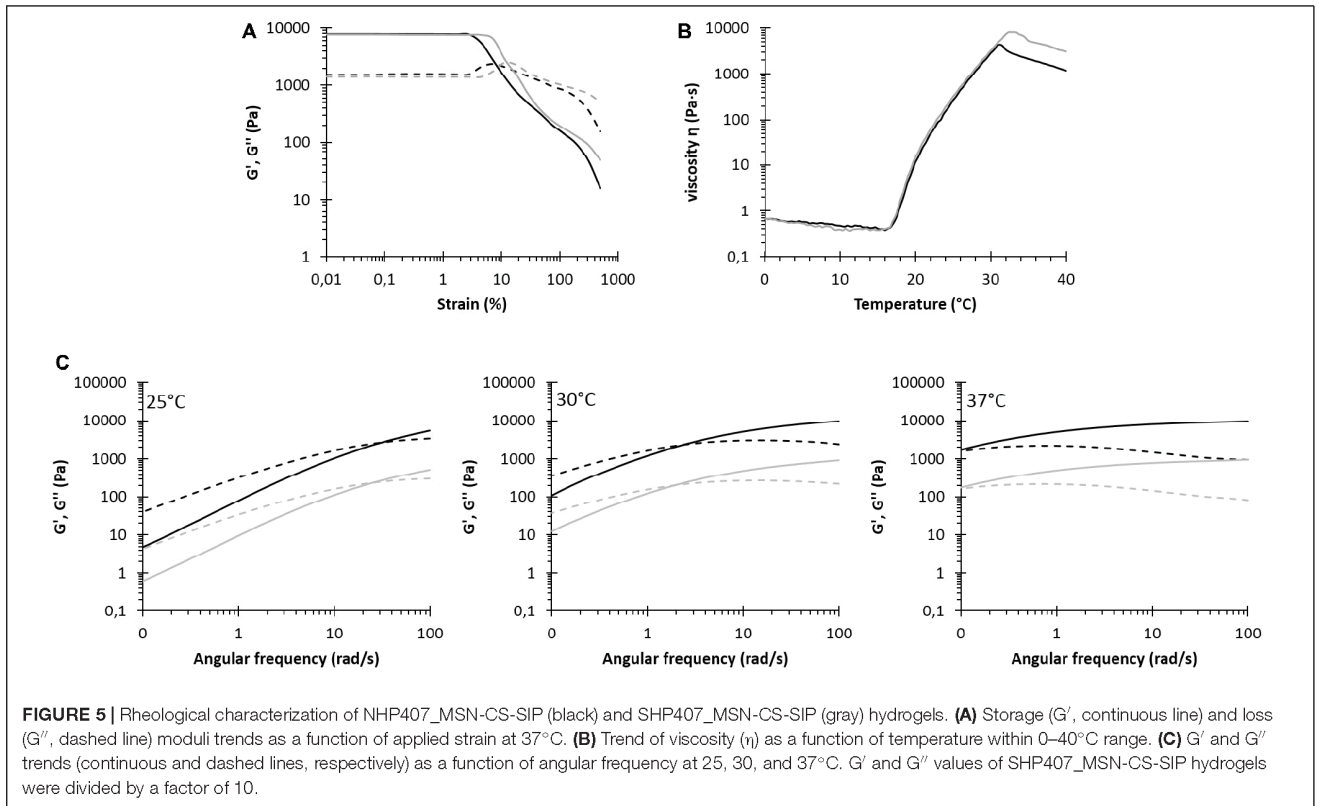 A
10000
1000
100
10
1
G', G'' (Pa)
0,01 0,1 1 10 100 1000
Strain (%)
B
10000
1000
100
10
1
0,1
viscosity η (Pa·s)
0 10 20 30 40
Temperature (°C)
C
25°C
100000
10000
1000
100
10
1
0,1
G', G'' (Pa)
0 1 10 100
Angular frequency (rad/s)
30°C
100000
10000
1000
100
10
1
0,1
G', G'' (Pa)
0 1 10 100
Angular frequency (rad/s)
37°C
100000
10000
1000
100
10
1
0,1
G', G'' (Pa)
0 1 10 100
Angular frequency (rad/s)
FIGURE 5 | Rheological characterization of NHP407_MSN-CS-SIP (black) and SHP407_MSN-CS-SIP (gray) hydrogels. (A) Storage (G′, continuous line) and loss
(G″, dashed line) moduli trends as a function of applied strain at 37°C. (B) Trend of viscosity (η) as a function of temperature within 0–40°C range. (C) G′ and G″
trends (continuous and dashed lines, respectively) as a function of angular frequency at 25, 30, and 37°C. G′ and G″ values of SHP407_MSN-CS-SIP hydrogels
were divided by a factor of 10.